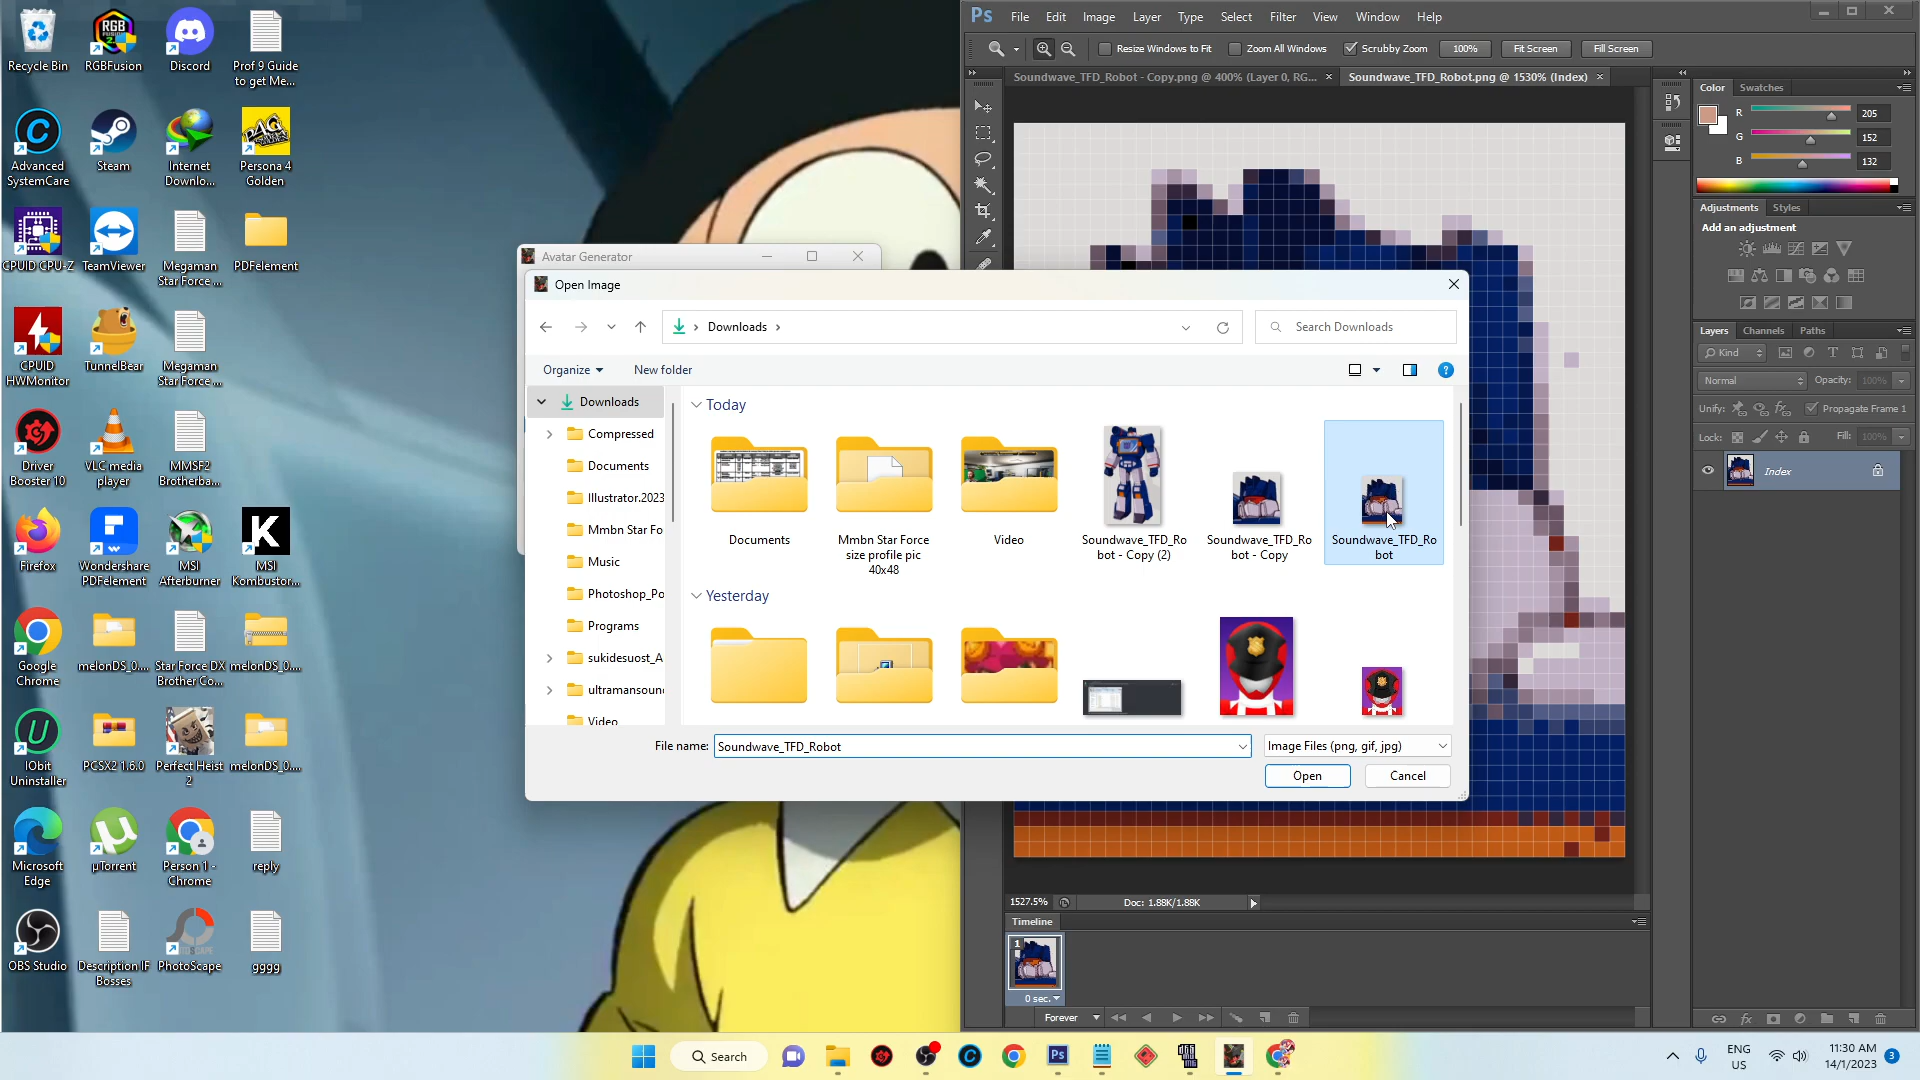 Recycle Bin
RGBFusion
Discord
Prof 9 Guide
to get Me...
Advanced
SystemCare
Steam
Internet
Downlo...
Persona 4
Golden
CPUID CPU-Z
TeamViewer
Megaman
Star Force ...
PDFelement
CPUID
HWMonitor
TunnelBear
Megaman
Star Force ...
Driver
Booster 10
VLC media
player
MMSF2
Brotherba...
Firefox
Wondershare
PDFelement
MSI
Afterburner
MSI
Kombustor...
Google
Chrome
melonDS_0....
Star Force DX
Brother Co...
melonDS_0....
IObit
Uninstaller
PCSX2 1.6.0
Perfect Heist
2
melonDS_0....
Microsoft
Edge
µTorrent
Person 1 -
Chrome
reply
OBS Studio
Description IF
Bosses
PhotoScape
gggg
Avatar Generator
Open Image
Downloads
Search Downloads
Organize
New folder
Downloads
Compressed
Documents
Illustrator.2023
Mmbn Star Fo
Music
Photoshop_Po
Programs
sukidesuost_A
ultramansoun
Video
Today
Documents
Mmbn Star Force
size profile pic
40x48
Video
Soundwave_TFD_Ro
bot - Copy (2)
Soundwave_TFD_Ro
bot - Copy
Soundwave_TFD_Ro
bot
Yesterday
File name:
Soundwave_TFD_Robot
Image Files (png, gif, jpg)
Open
Cancel
Ps
File
Edit
Image
Layer
Type
Select
Filter
View
Window
Help
Resize Windows to Fit
Zoom All Windows
Scrubby Zoom
100%
Fit Screen
Fill Screen
Soundwave_TFD_Robot - Copy.png @ 400% (Layer 0, RG...
Soundwave_TFD_Robot.png @ 1530% (Index)
Color
Swatches
R
205
G
152
B
132
Adjustments
Styles
Add an adjustment
Layers
Channels
Paths
Kind
Normal
Opacity:
100%
Unify:
Propagate Frame 1
Lock:
Fill:
100%
Index
1527.5%
Doc: 1.88K/1.88K
Timeline
1
0 sec.
Forever
Search
ENG
US
11:30 AM
14/1/2023
3